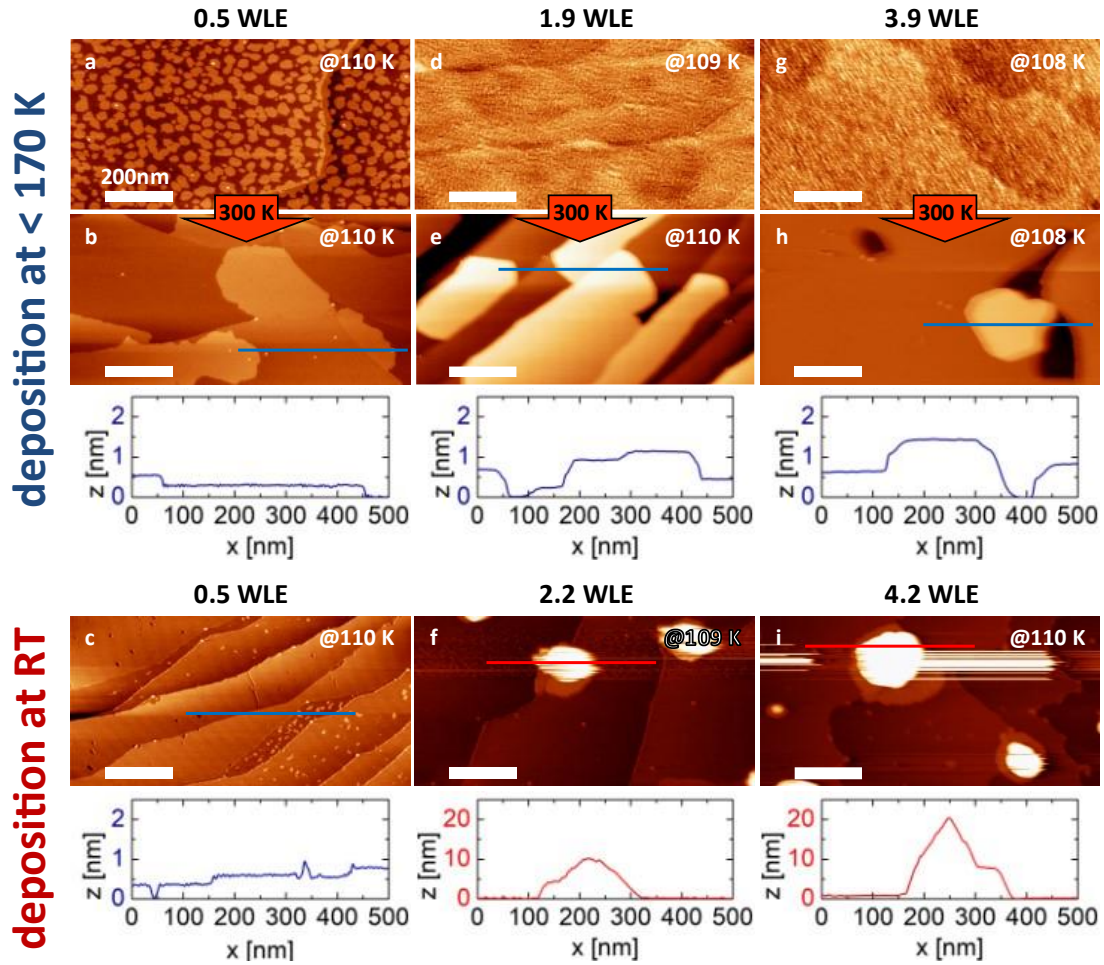 0.5 WLE 1.9 WLE 3.9 WLE
deposition at < 170 K
a @110 K d @109 K g @108 K
200nm
300 K 300 K 300 K
b @110 K e @110 K h @108 K
2 2 2
z [nm] z [nm] z [nm]
1 1 1
0 0 0
0 100 200 300 400 500 0 100 200 300 400 500 0 100 200 300 400 500
x [nm] x [nm] x [nm]
0.5 WLE 2.2 WLE 4.2 WLE
deposition at RT
c @110 K f @109 K i @110 K
2 20 20
z [nm] z [nm] z [nm]
1 10 10
0 0 0
0 100 200 300 400 500 0 100 200 300 400 500 0 100 200 300 400 500
x [nm] x [nm] x [nm]